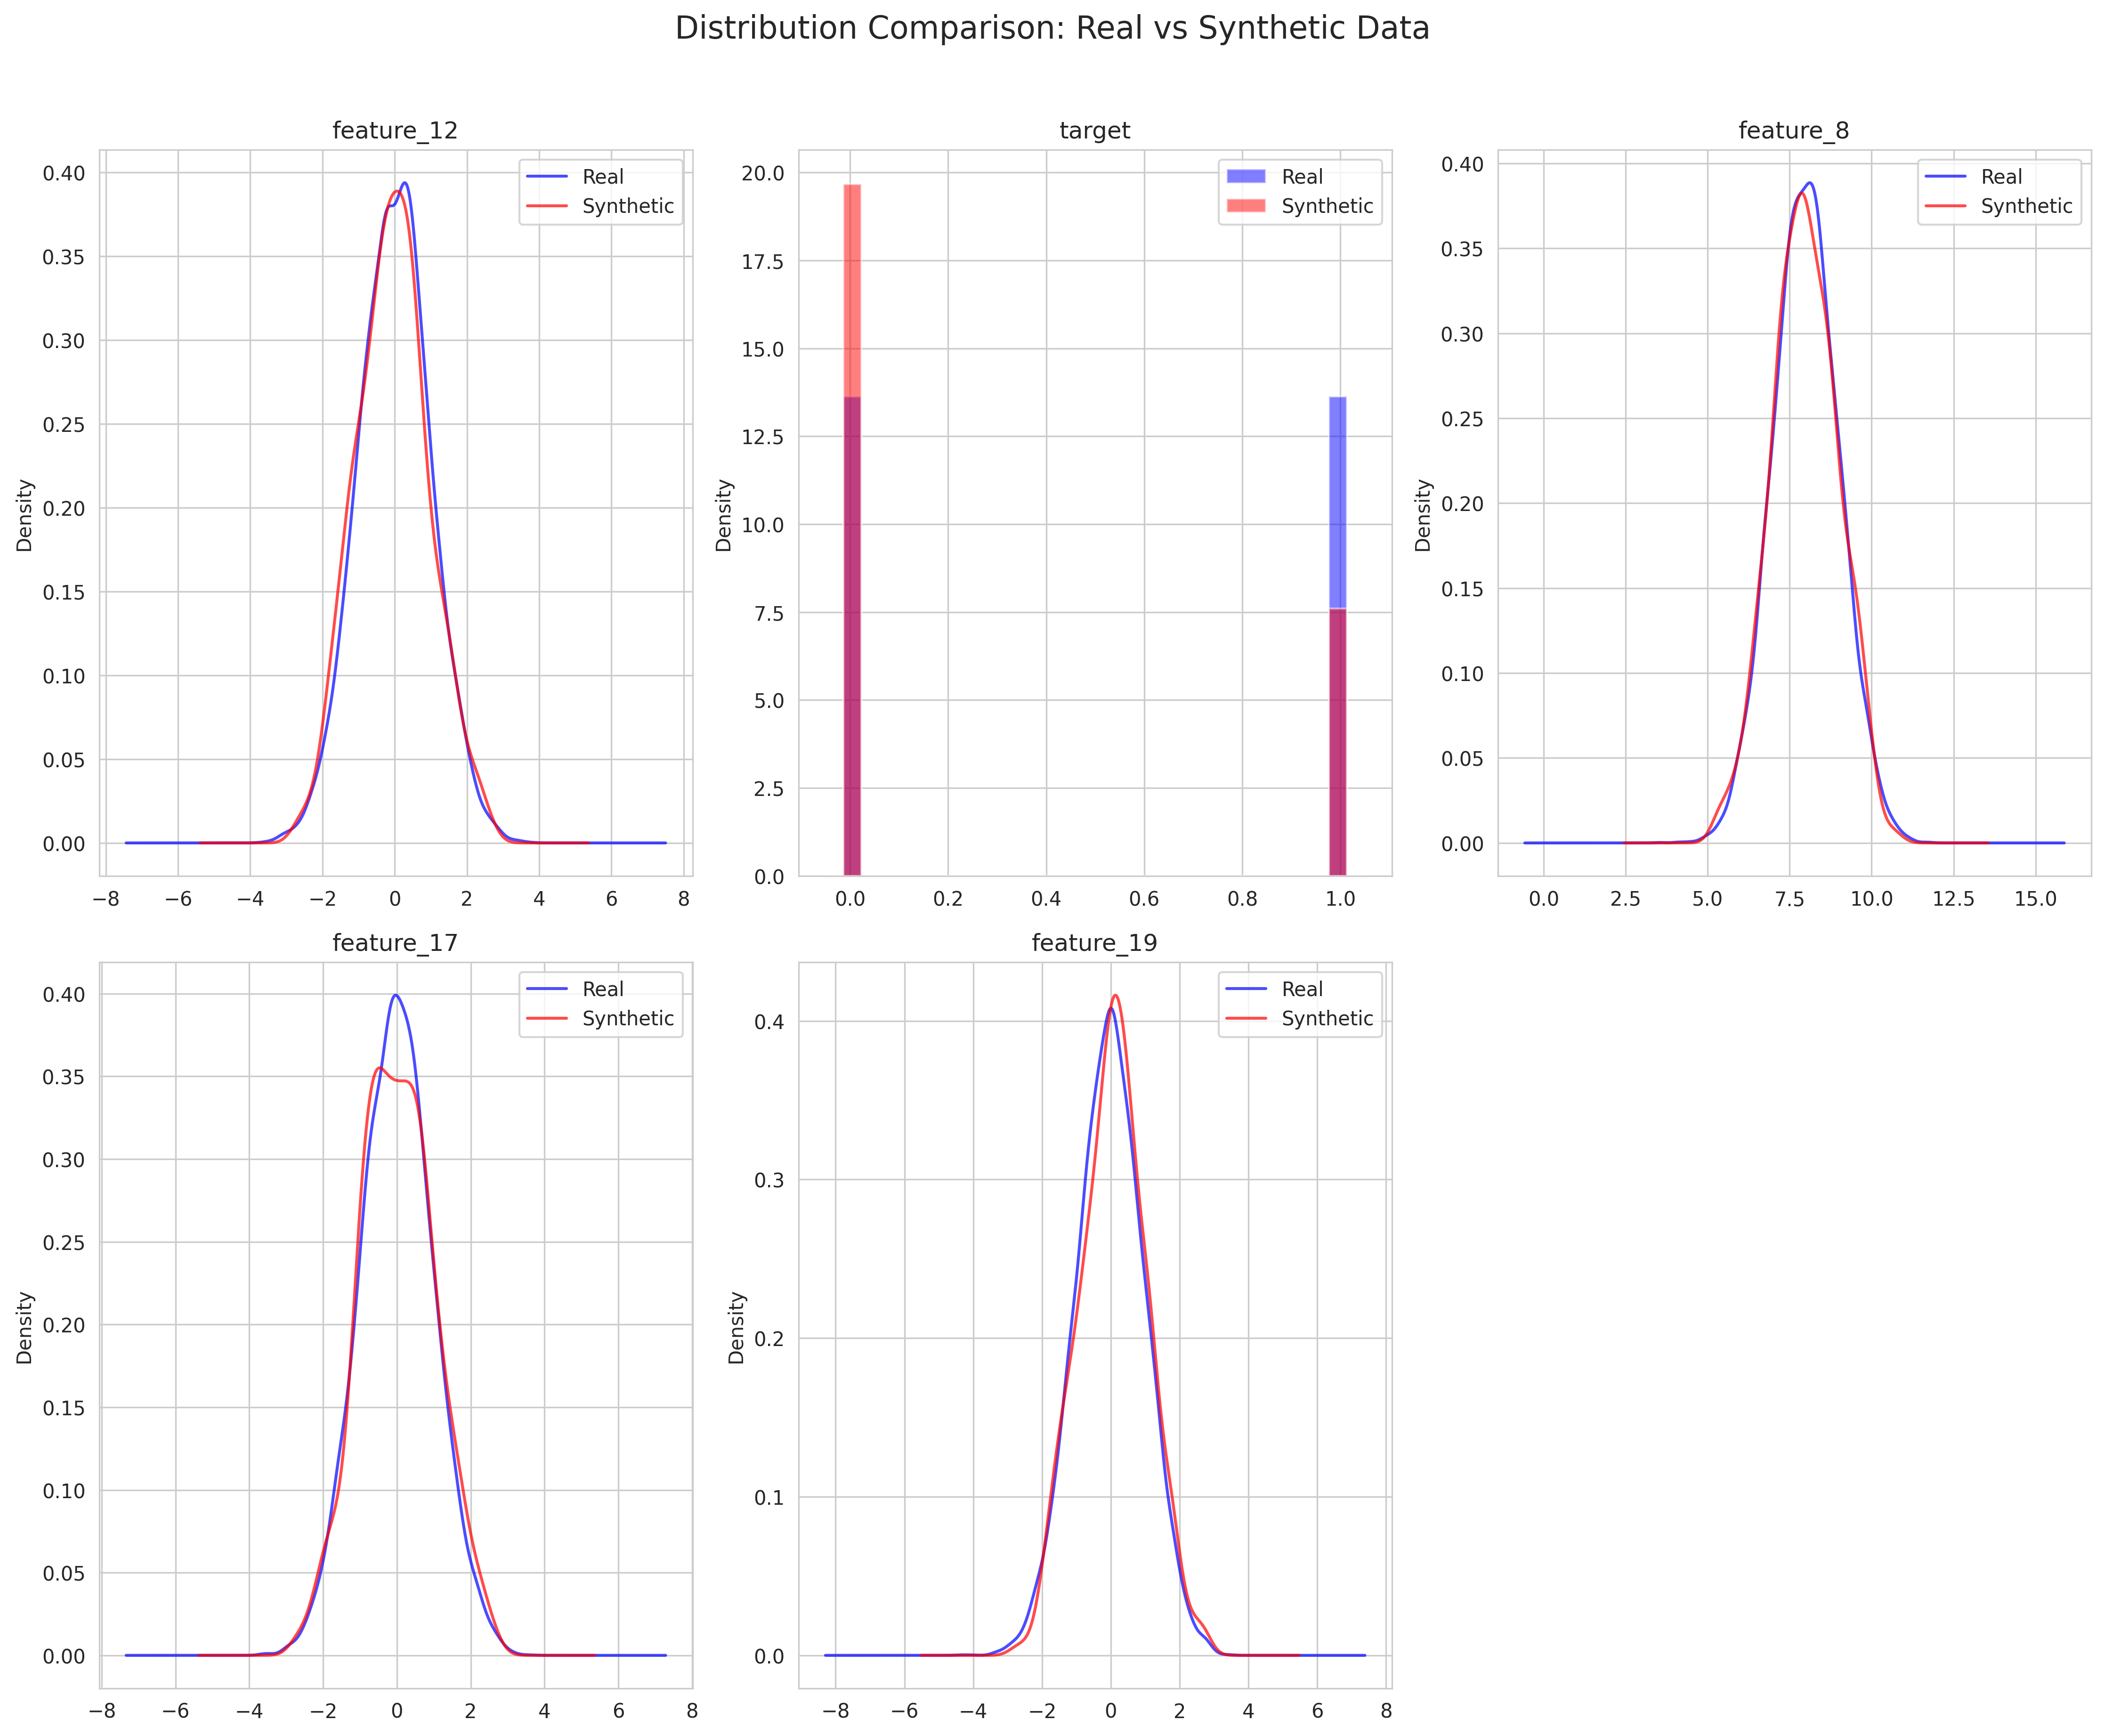 Distribution Comparison: Real vs Synthetic Data
feature_12
Density
0.40
0.35
0.30
0.25
0.20
0.15
0.10
0.05
0.00
−8 −6 −4 −2 0 2 4 6 8
Real
Synthetic
target
Density
20.0
17.5
15.0
12.5
10.0
7.5
5.0
2.5
0.0
0.0 0.2 0.4 0.6 0.8 1.0
Real
Synthetic
feature_8
Density
0.40
0.35
0.30
0.25
0.20
0.15
0.10
0.05
0.00
0.0 2.5 5.0 7.5 10.0 12.5 15.0
Real
Synthetic
feature_17
Density
0.40
0.35
0.30
0.25
0.20
0.15
0.10
0.05
0.00
−8 −6 −4 −2 0 2 4 6 8
Real
Synthetic
feature_19
Density
0.4
0.3
0.2
0.1
0.0
−8 −6 −4 −2 0 2 4 6 8
Real
Synthetic